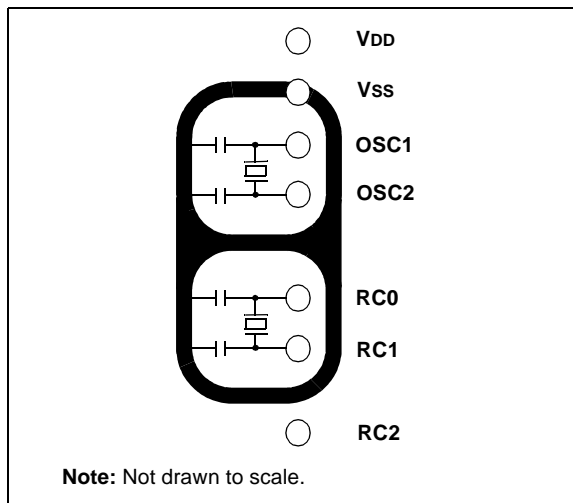 VDD
VSS
OSC1
OSC2
RC0
RC1
RC2
Note: Not drawn to scale.